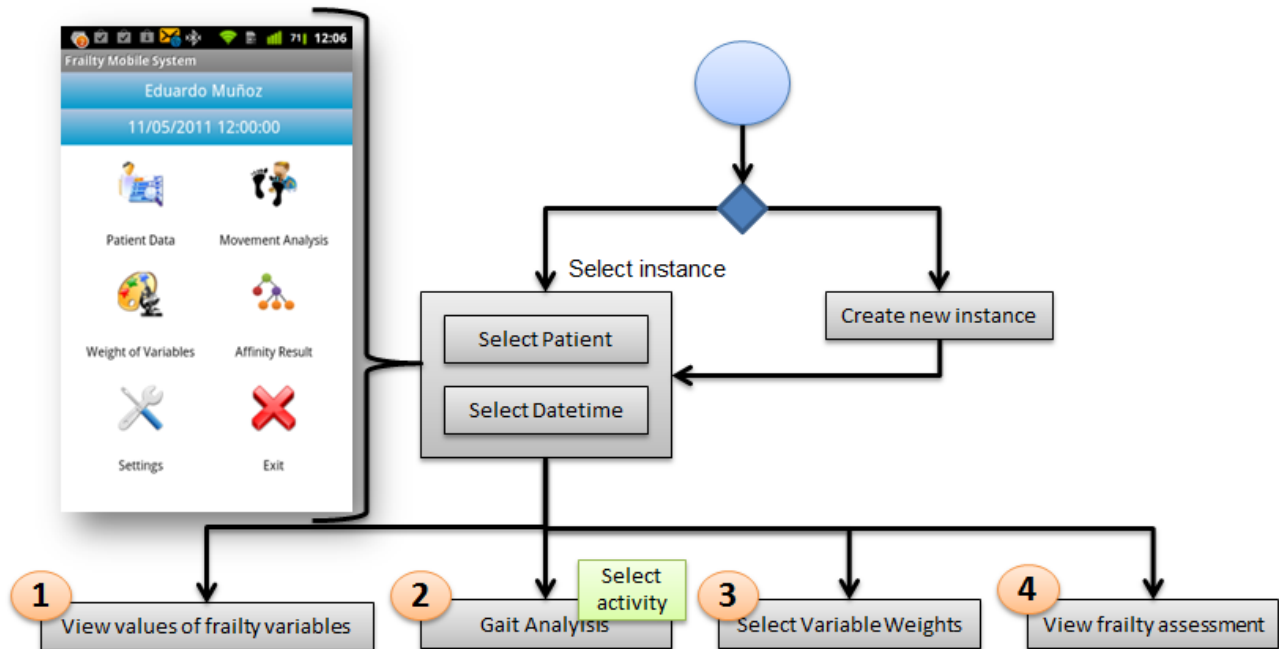 71 12:06
Frailty Mobile System
Eduardo Muñoz
11/05/2011 12:00:00
Patient Data
Movement Analysis
Weight of Variables
Affinity Result
Settings
Exit
Select instance
Select Patient
Select Datetime
Create new instance
1
View values of frailty variables
2
Gait Analyisis
Select
activity
3
Select Variable Weights
4
View frailty assessment